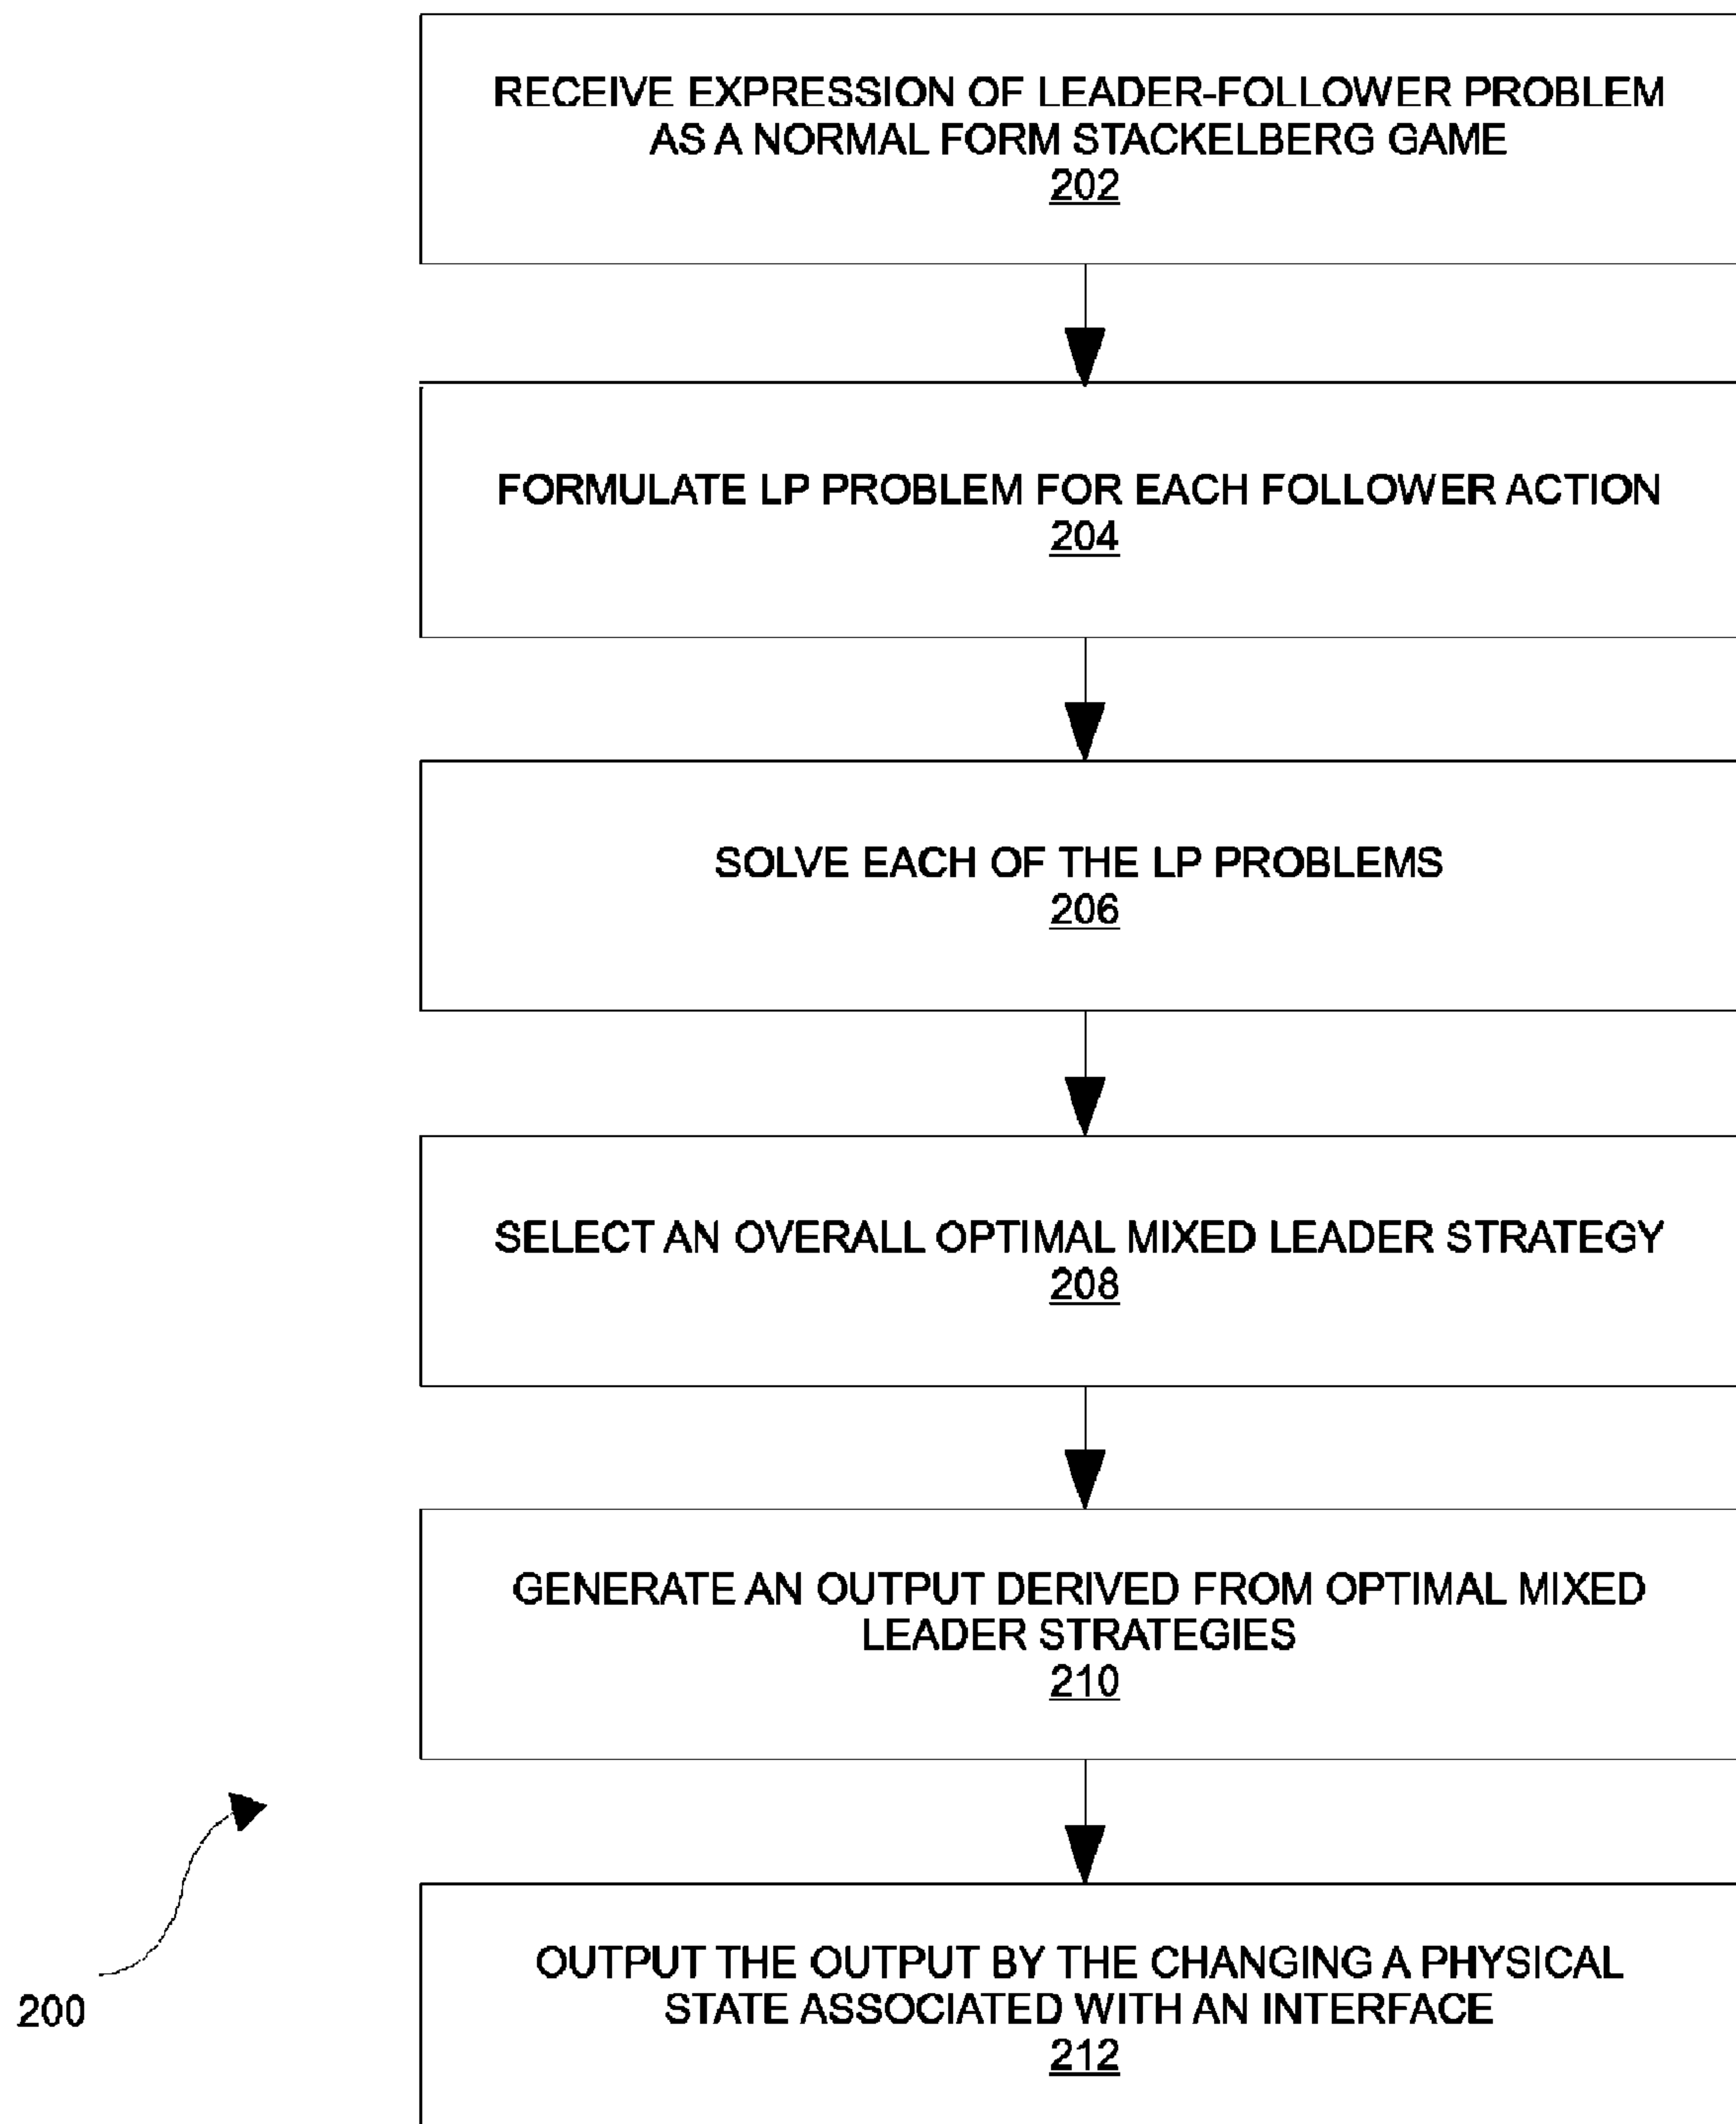 RECEIVE EXPRESSION OF LEADER-FOLLOWER PROBLEM
AS A NORMAL FORM STACKELBERG GAME
202
FORMULATE LP PROBLEM FOR EACH FOLLOWER ACTION
204
SOLVE EACH OF THE LP PROBLEMS
206
SELECT AN OVERALL OPTIMAL MIXED LEADER STRATEGY
208
GENERATE AN OUTPUT DERIVED FROM OPTIMAL MIXED
LEADER STRATEGIES
210
OUTPUT THE OUTPUT BY THE CHANGING A PHYSICAL
STATE ASSOCIATED WITH AN INTERFACE
212
200